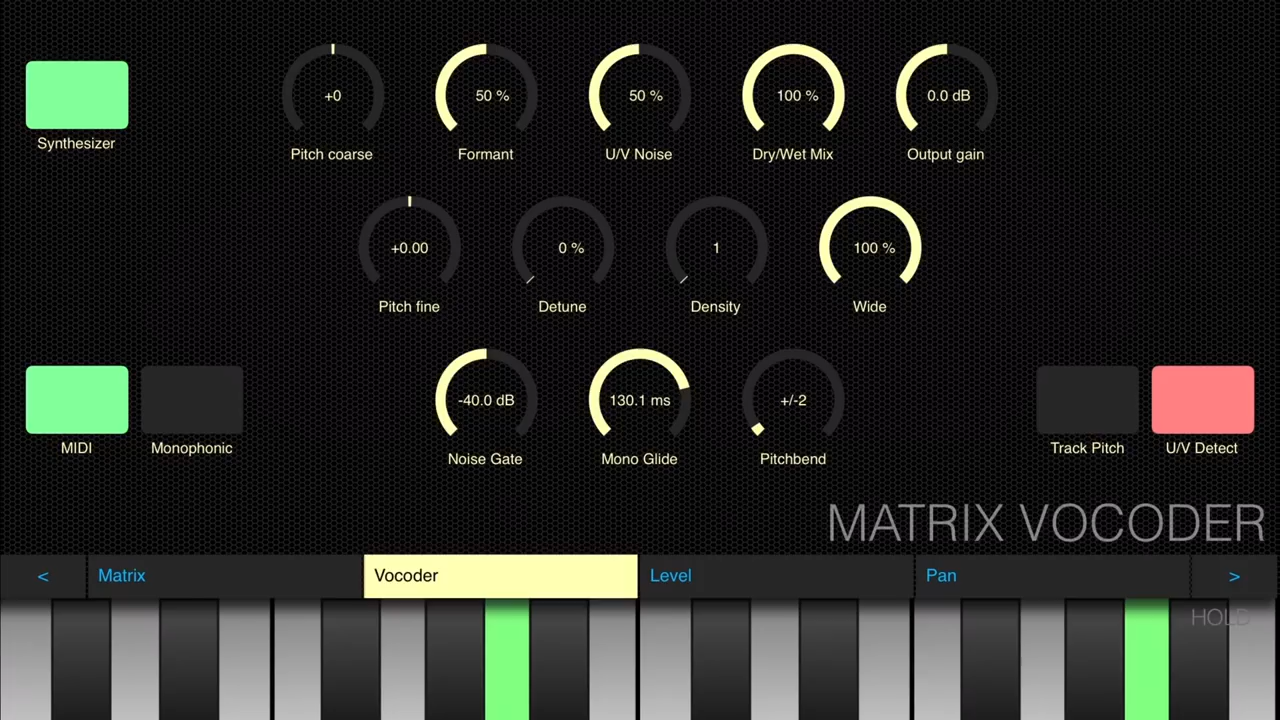 +0
50 %
50 %
100 %
0.0 dB
Synthesizer
Pitch coarse
Formant
U/V Noise
Dry/Wet Mix
Output gain
+0.00
0 %
1
100 %
Pitch fine
Detune
Density
Wide
-40.0 dB
130.1 ms
+/-2
MIDI
Monophonic
Noise Gate
Mono Glide
Pitchbend
Track Pitch
U/V Detect
MATRIX VOCODER
<
Matrix
Vocoder
Level
Pan
>
HOLD